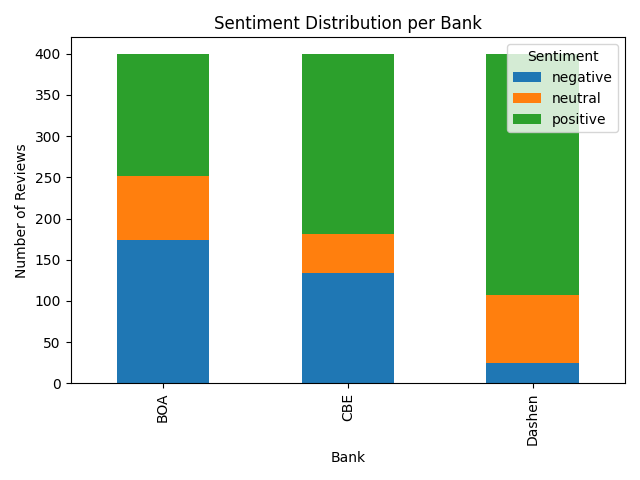 Sentiment Distribution per Bank
Sentiment
negative
neutral
positive
Number of Reviews
400
350
300
250
200
150
100
50
0
BOA
CBE
Dashen
Bank